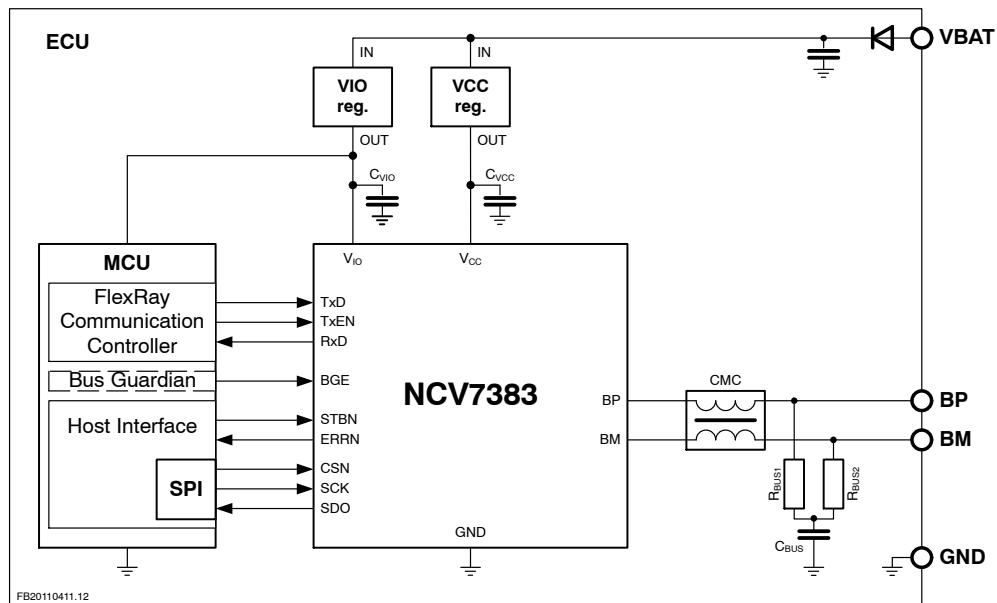 ECU
VBAT
IN
IN
VIO
reg.
VCC
reg.
OUT
OUT
CVIO
CVCC
MCU
VIO
VCC
FlexRay
Communication
Controller
TxD
TxEN
RxD
Bus Guardian
BGE
NCV7383
CMC
BP
BP
BM
BM
Host Interface
STBN
ERRN
SPI
CSN
SCK
SDO
RBUS1
RBUS2
CBUS
GND
GND
FB20110411.12